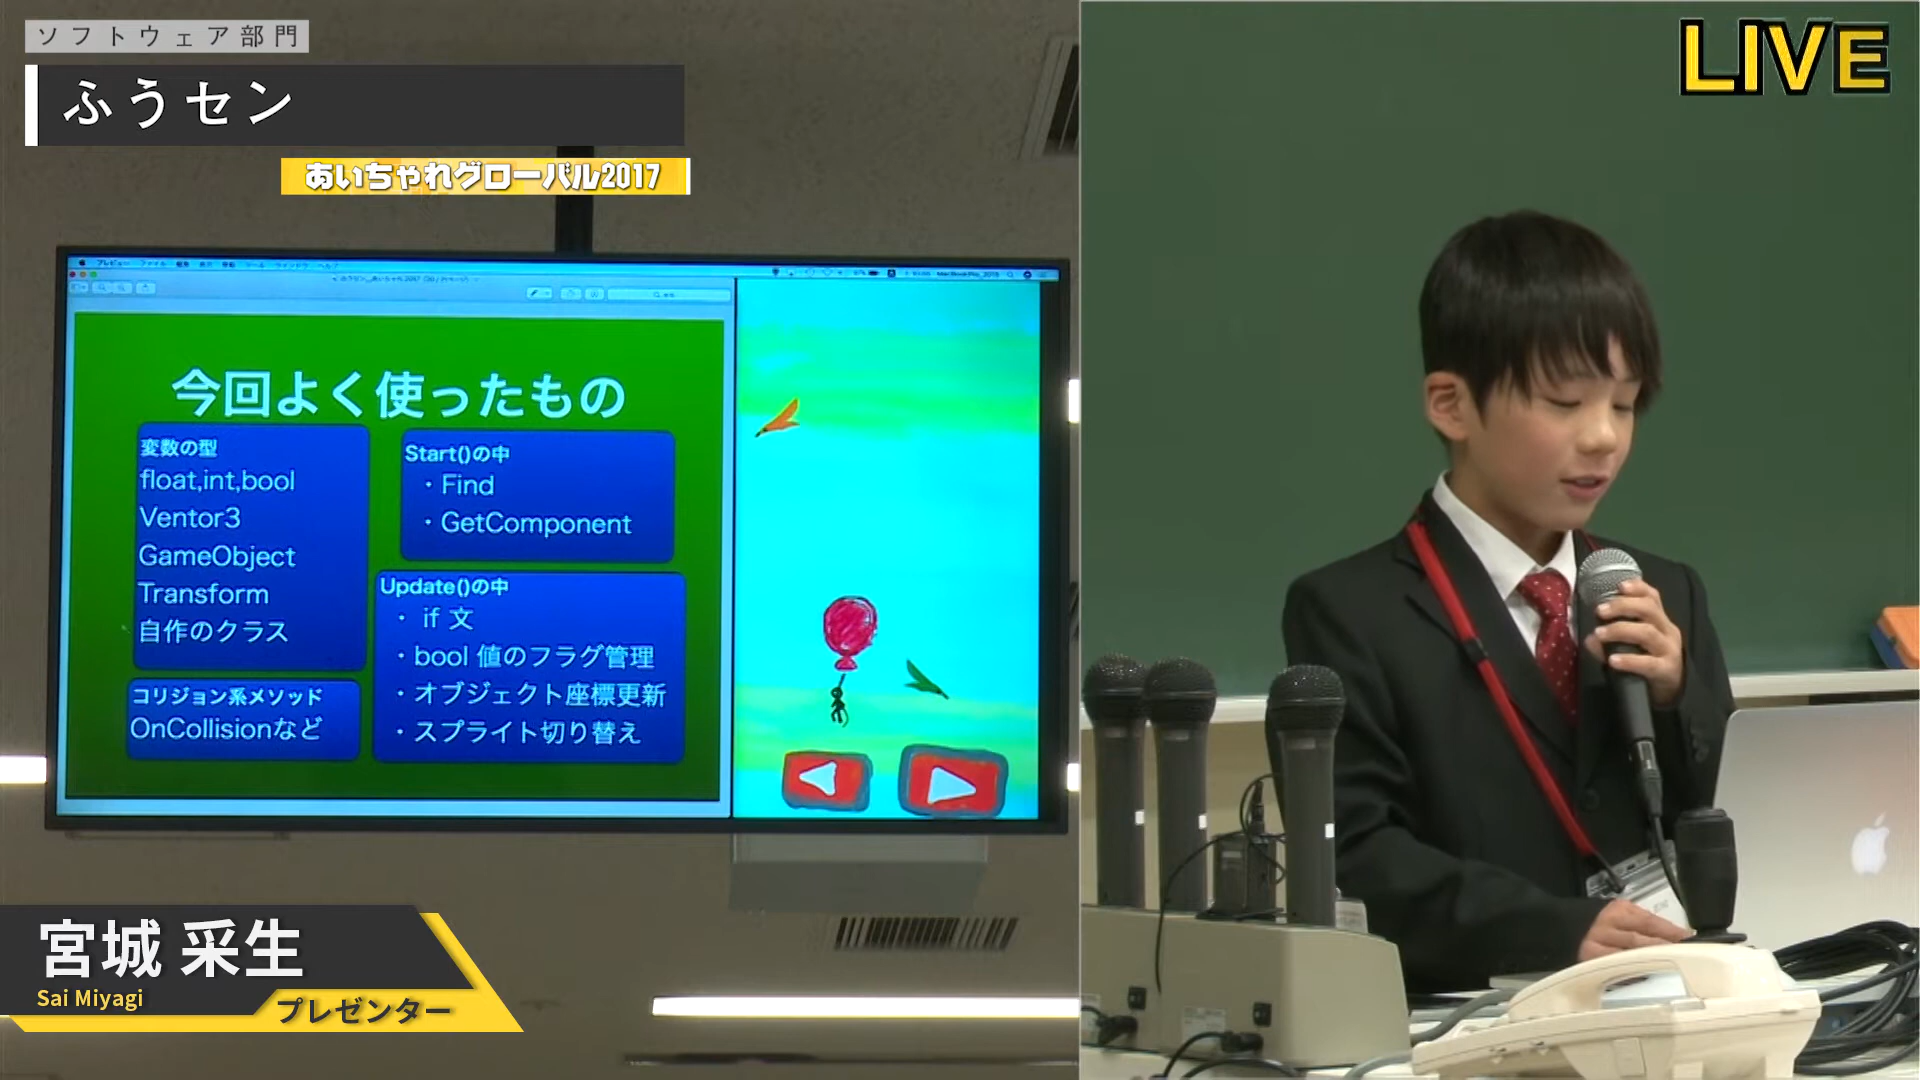 ソフトウェア部門
ふうセン
あいちゃれグローバル2017
LIVE
今回よく使ったもの
変数の型
float,int,bool
Ventor3
GameObject
Transform
自作のクラス
コリジョン系メソッド
OnCollisionなど
Start()の中
・Find
・GetComponent
Update()の中
・ if 文
・bool 値のフラグ管理
・オブジェクト座標更新
・スプライト切り替え
宮城 采生
Sai Miyagi
プレゼンター